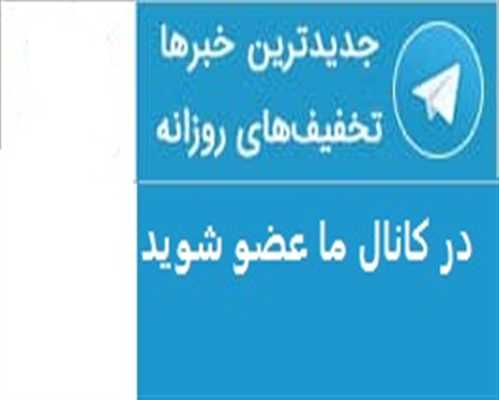 جدیدترین خبرها
تخفیف‌های روزانه
در کانال ما عضو شوید